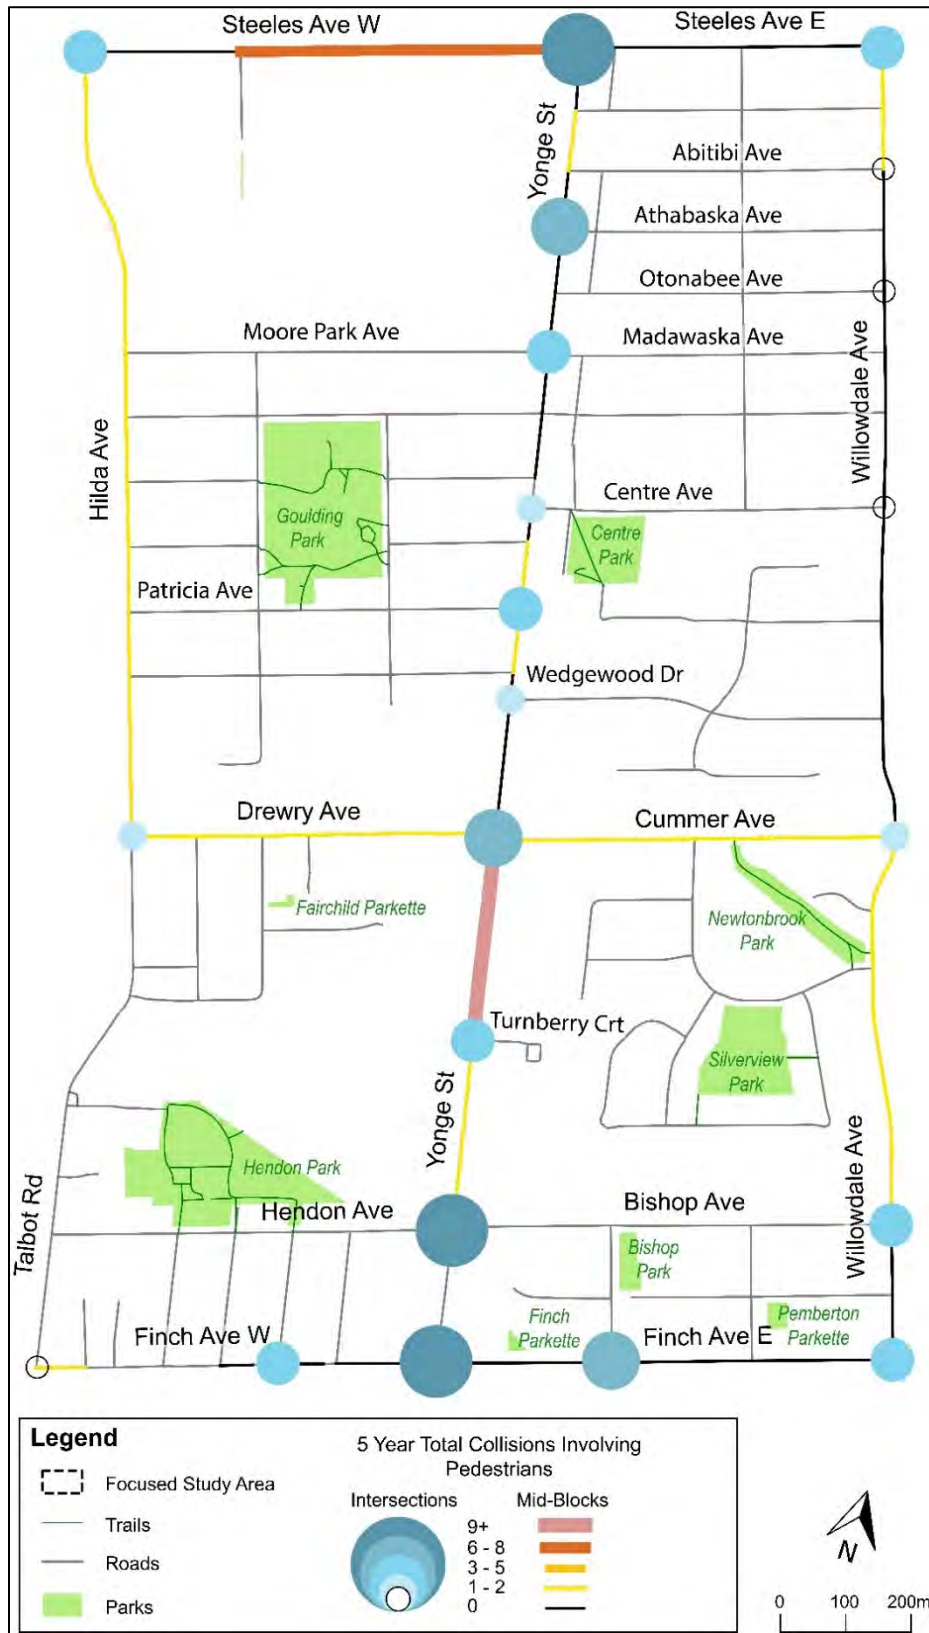 Steeles Ave W
Steeles Ave E
Yonge St
Abitibi Ave
Athabaska Ave
Otonabee Ave
Moore Park Ave
Madawaska Ave
Willowdale Ave
Hilda Ave
Centre Ave
Goulding
Park
Centre
Park
Patricia Ave
Wedgewood Dr
Drewry Ave
Cummer Ave
Fairchild Parkette
Newtonbrook
Park
Turnberry Crt
Silverview
Park
Yonge St
Hendon Park
Talbot Rd
Hendon Ave
Bishop Ave
Willowdale Ave
Bishop
Park
Finch Ave W
Finch
Parkette
Finch Ave E
Pemberton
Parkette
Legend
Focused Study Area
Trails
Roads
Parks
5 Year Total Collisions Involving
Pedestrians
Intersections
Mid-Blocks
9+
6 - 8
3 - 5
1 - 2
0
N
0 100 200m